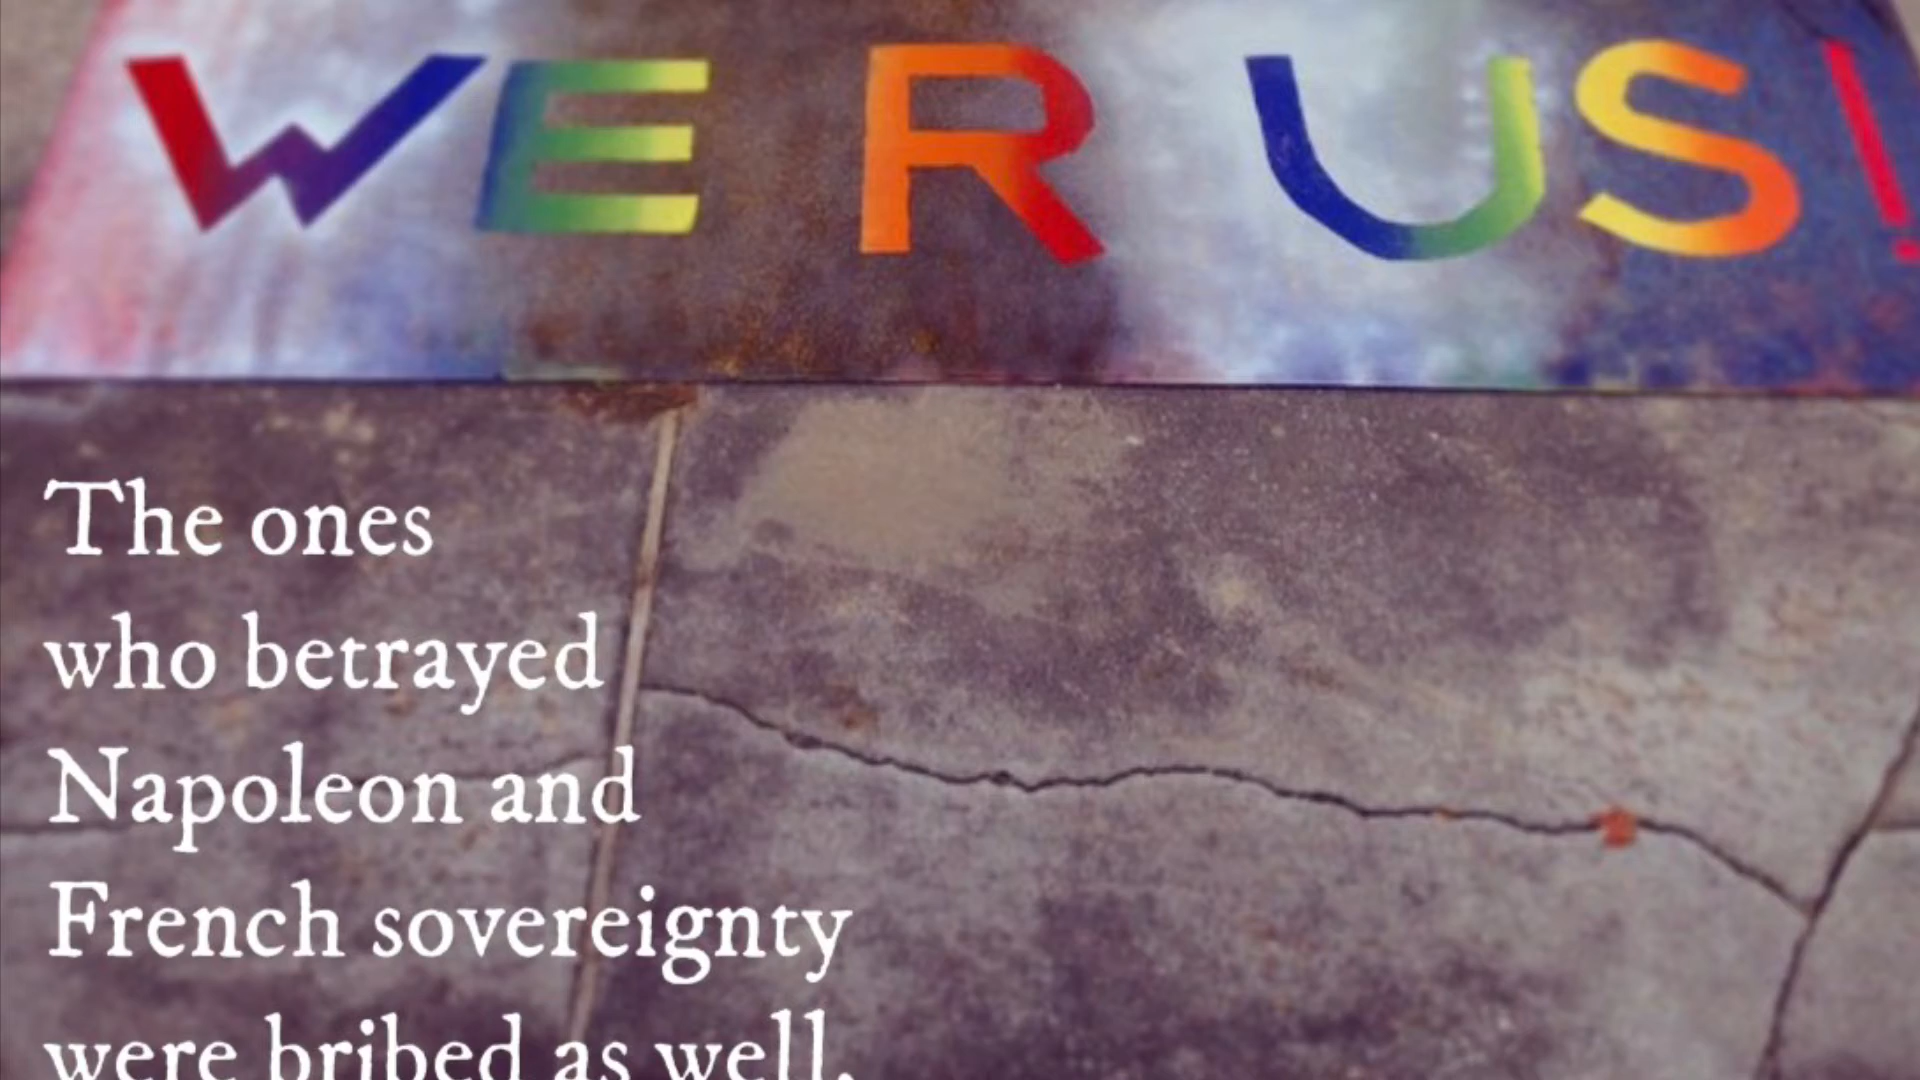 WE R US!
The ones
who betrayed
Napoleon and
French sovereignty
were bribed as well.